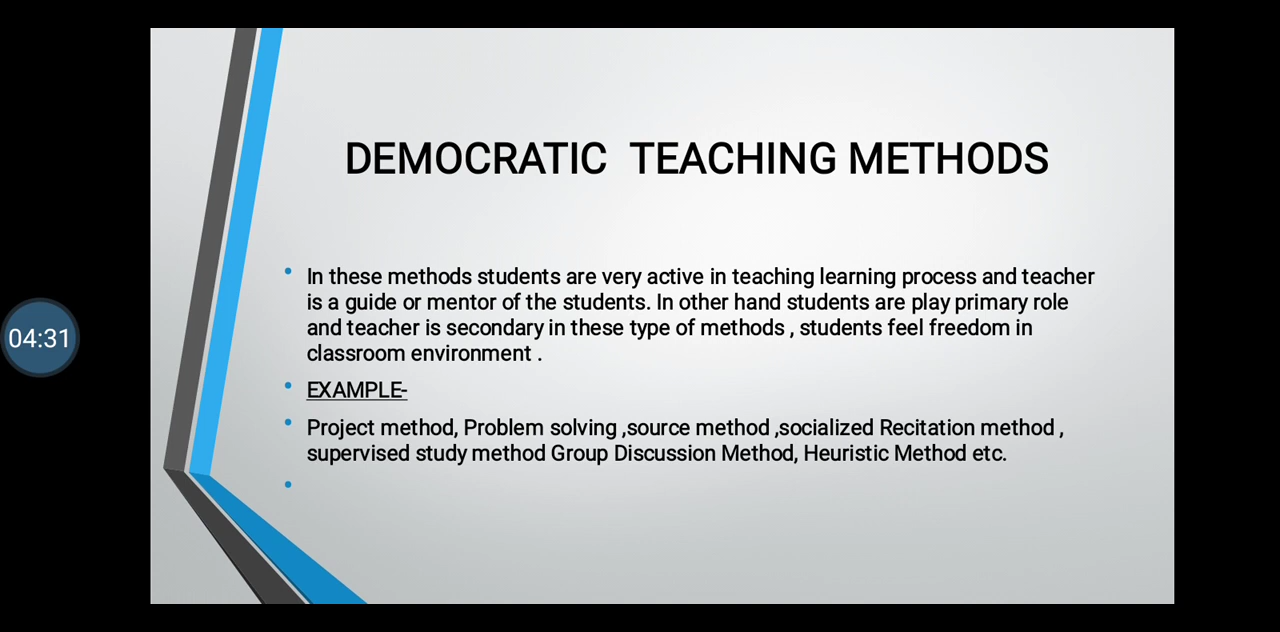 DEMOCRATIC TEACHING METHODS
In these methods students are very active in teaching learning process and teacher
is a guide or mentor of the students. In other hand students are play primary role
and teacher is secondary in these type of methods , students feel freedom in
classroom environment .
EXAMPLE-
Project method, Problem solving ,source method ,socialized Recitation method ,
supervised study method Group Discussion Method, Heuristic Method etc.
04:31